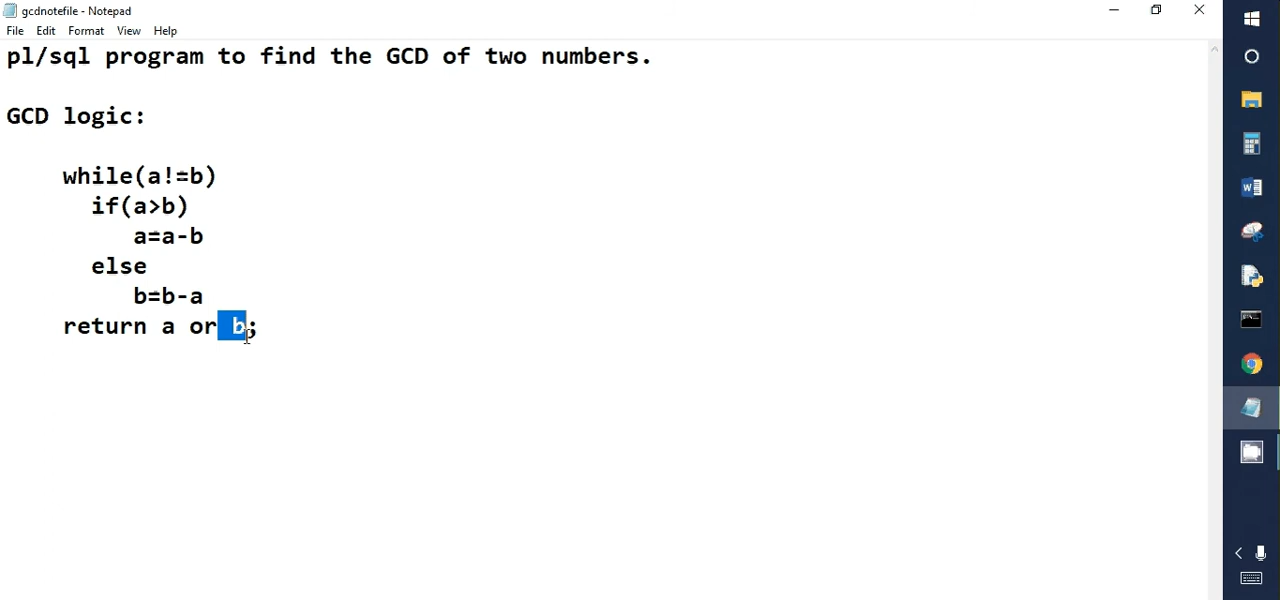 gcdnotefile - Notepad
File Edit Format View Help
pl/sql program to find the GCD of two numbers.
GCD logic:
while(a!=b)
if(a>b)
a=a-b
else
b=b-a
return a or b;